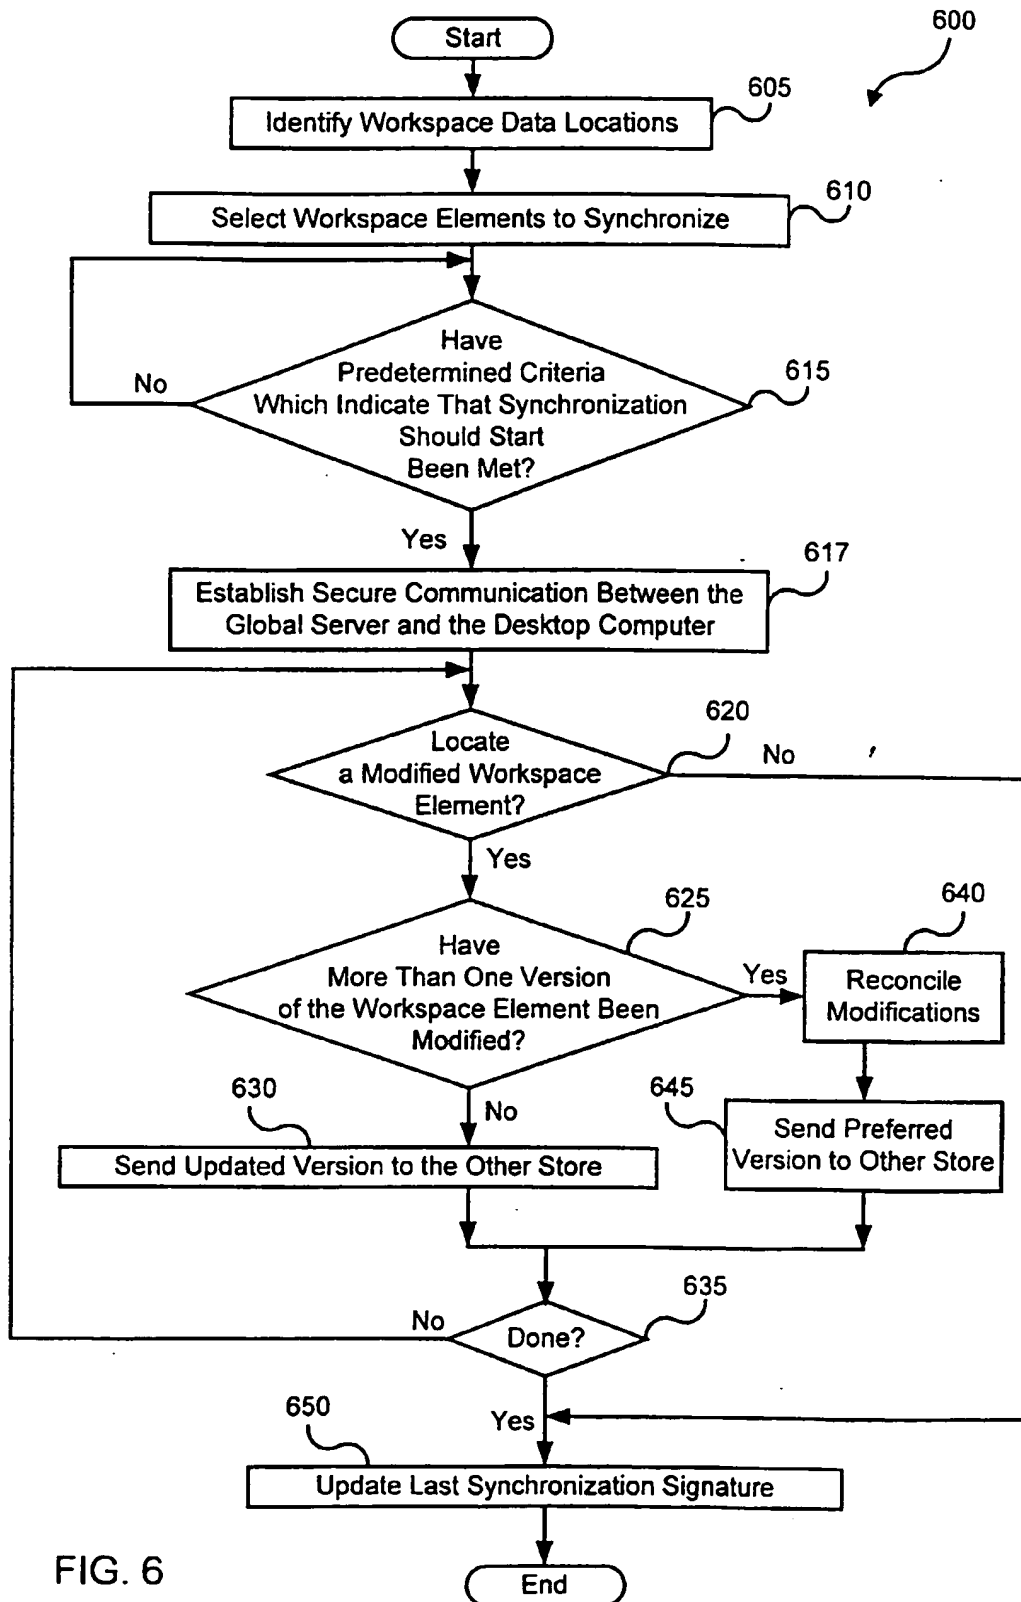 Start
600
605
Identify Workspace Data Locations
610
Select Workspace Elements to Synchronize
Have
Predetermined Criteria
Which Indicate That Synchronization
Should Start
Been Met?
No
615
Yes
617
Establish Secure Communication Between the
Global Server and the Desktop Computer
620
Locate
a Modified Workspace
Element?
No
Yes
625
Have
More Than One Version
of the Workspace Element Been
Modified?
Yes
640
Reconcile
Modifications
No
630
Send Updated Version to the Other Store
645
Send Preferred
Version to Other Store
635
Done?
No
Yes
650
Update Last Synchronization Signature
End
FIG. 6